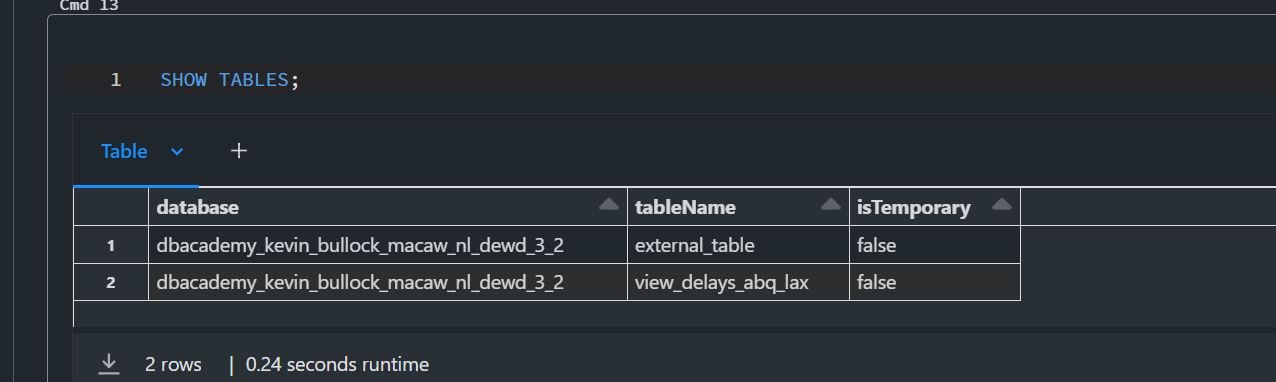 Cmd 13
1 SHOW TABLES;
Table
database tableName isTemporary
1 dbacademy_kevin_bullock_macaw_nl_dewd_3_2 external_table false
2 dbacademy_kevin_bullock_macaw_nl_dewd_3_2 view_delays_abq_lax false
2 rows | 0.24 seconds runtime